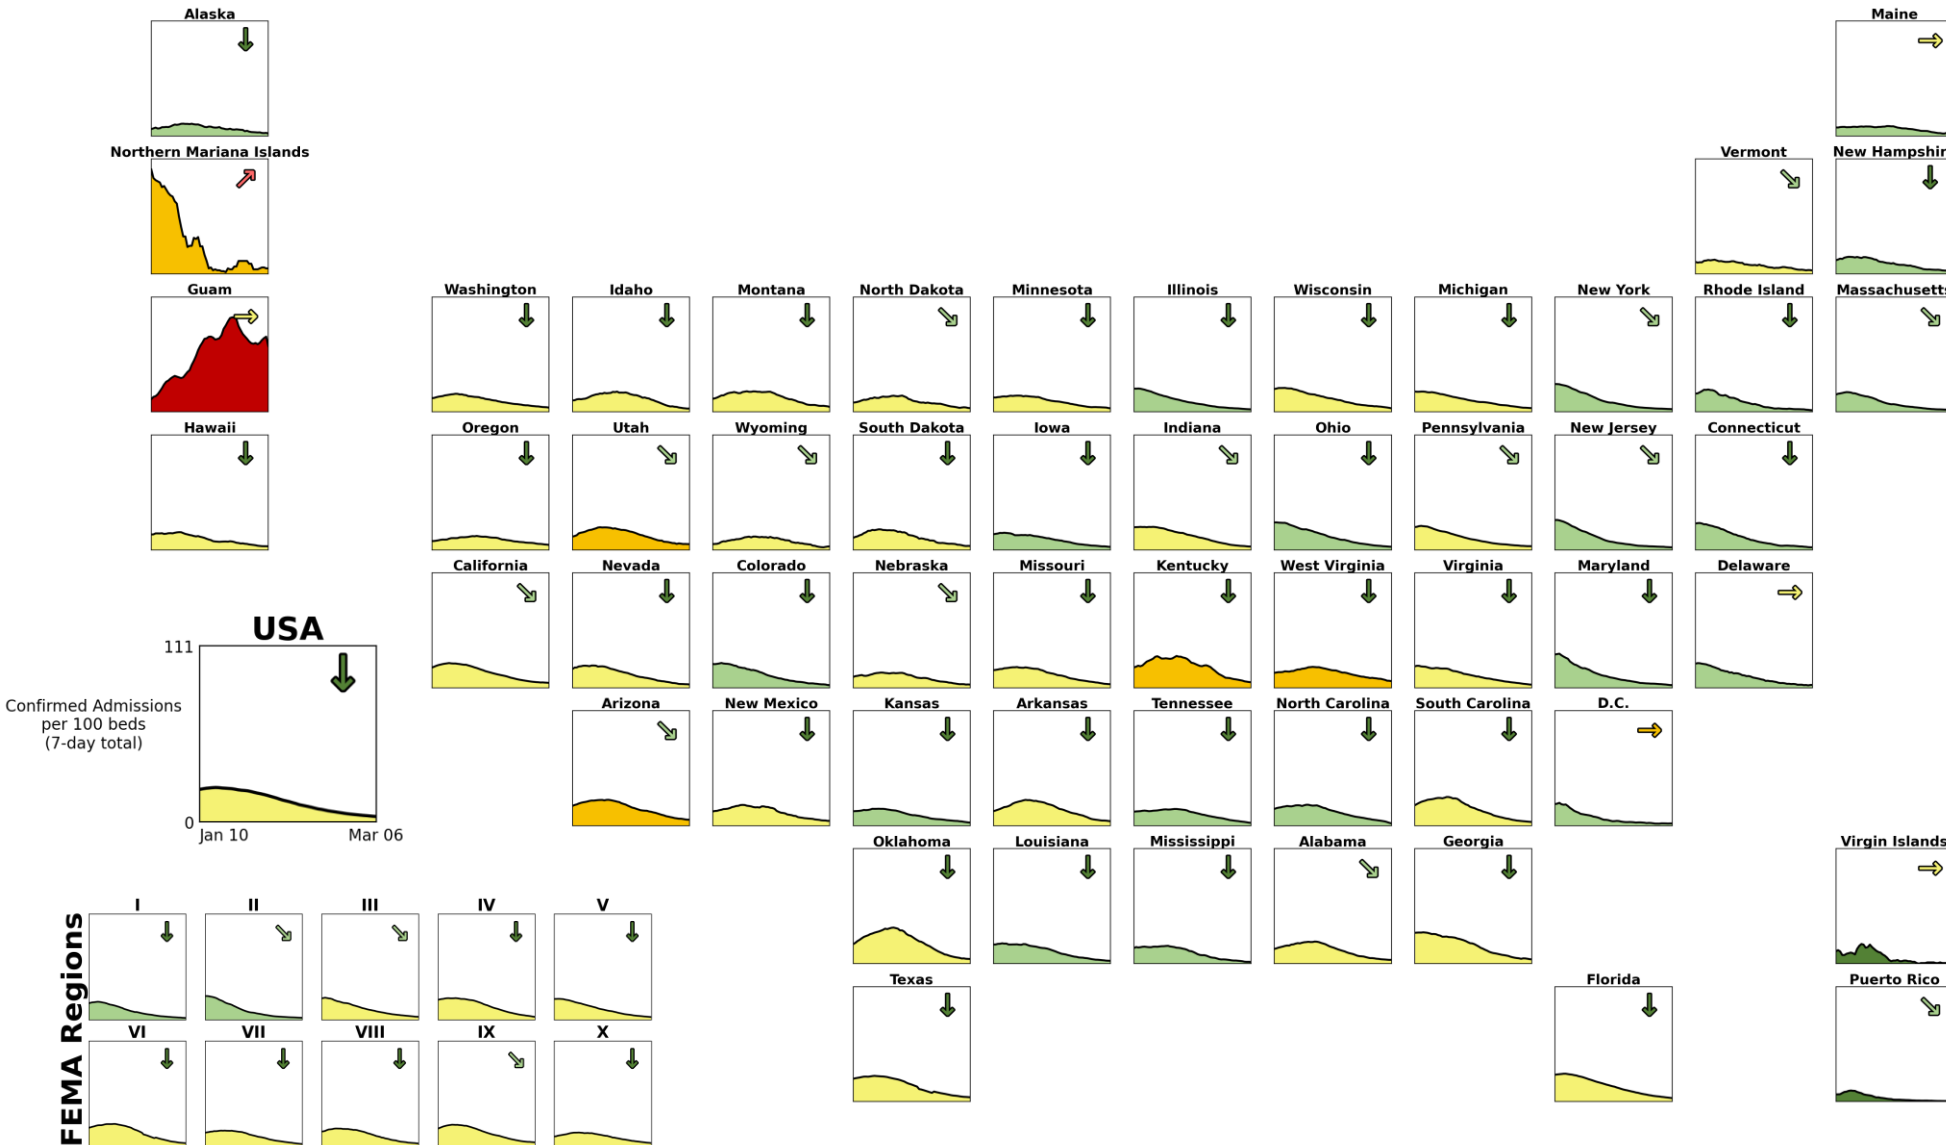 Alaska
Maine
Northern Mariana Islands
Vermont
New Hampshir
Guam
Washington
Idaho
Montana
North Dakota
Minnesota
Illinois
Wisconsin
Michigan
New York
Rhode Island
Massachusetts
Hawaii
Oregon
Utah
Wyoming
South Dakota
Iowa
Indiana
Ohio
Pennsylvania
New Jersey
Connecticut
California
Nevada
Colorado
Nebraska
Missouri
Kentucky
West Virginia
Virginia
Maryland
Delaware
USA
111
Confirmed Admissions
per 100 beds
(7-day total)
0
Jan 10
Mar 06
Arizona
New Mexico
Kansas
Arkansas
Tennessee
North Carolina
South Carolina
D.C.
Oklahoma
Louisiana
Mississippi
Alabama
Georgia
Virgin Islands
Texas
Florida
Puerto Rico
FEMA Regions
I
II
III
IV
V
VI
VII
VIII
IX
X